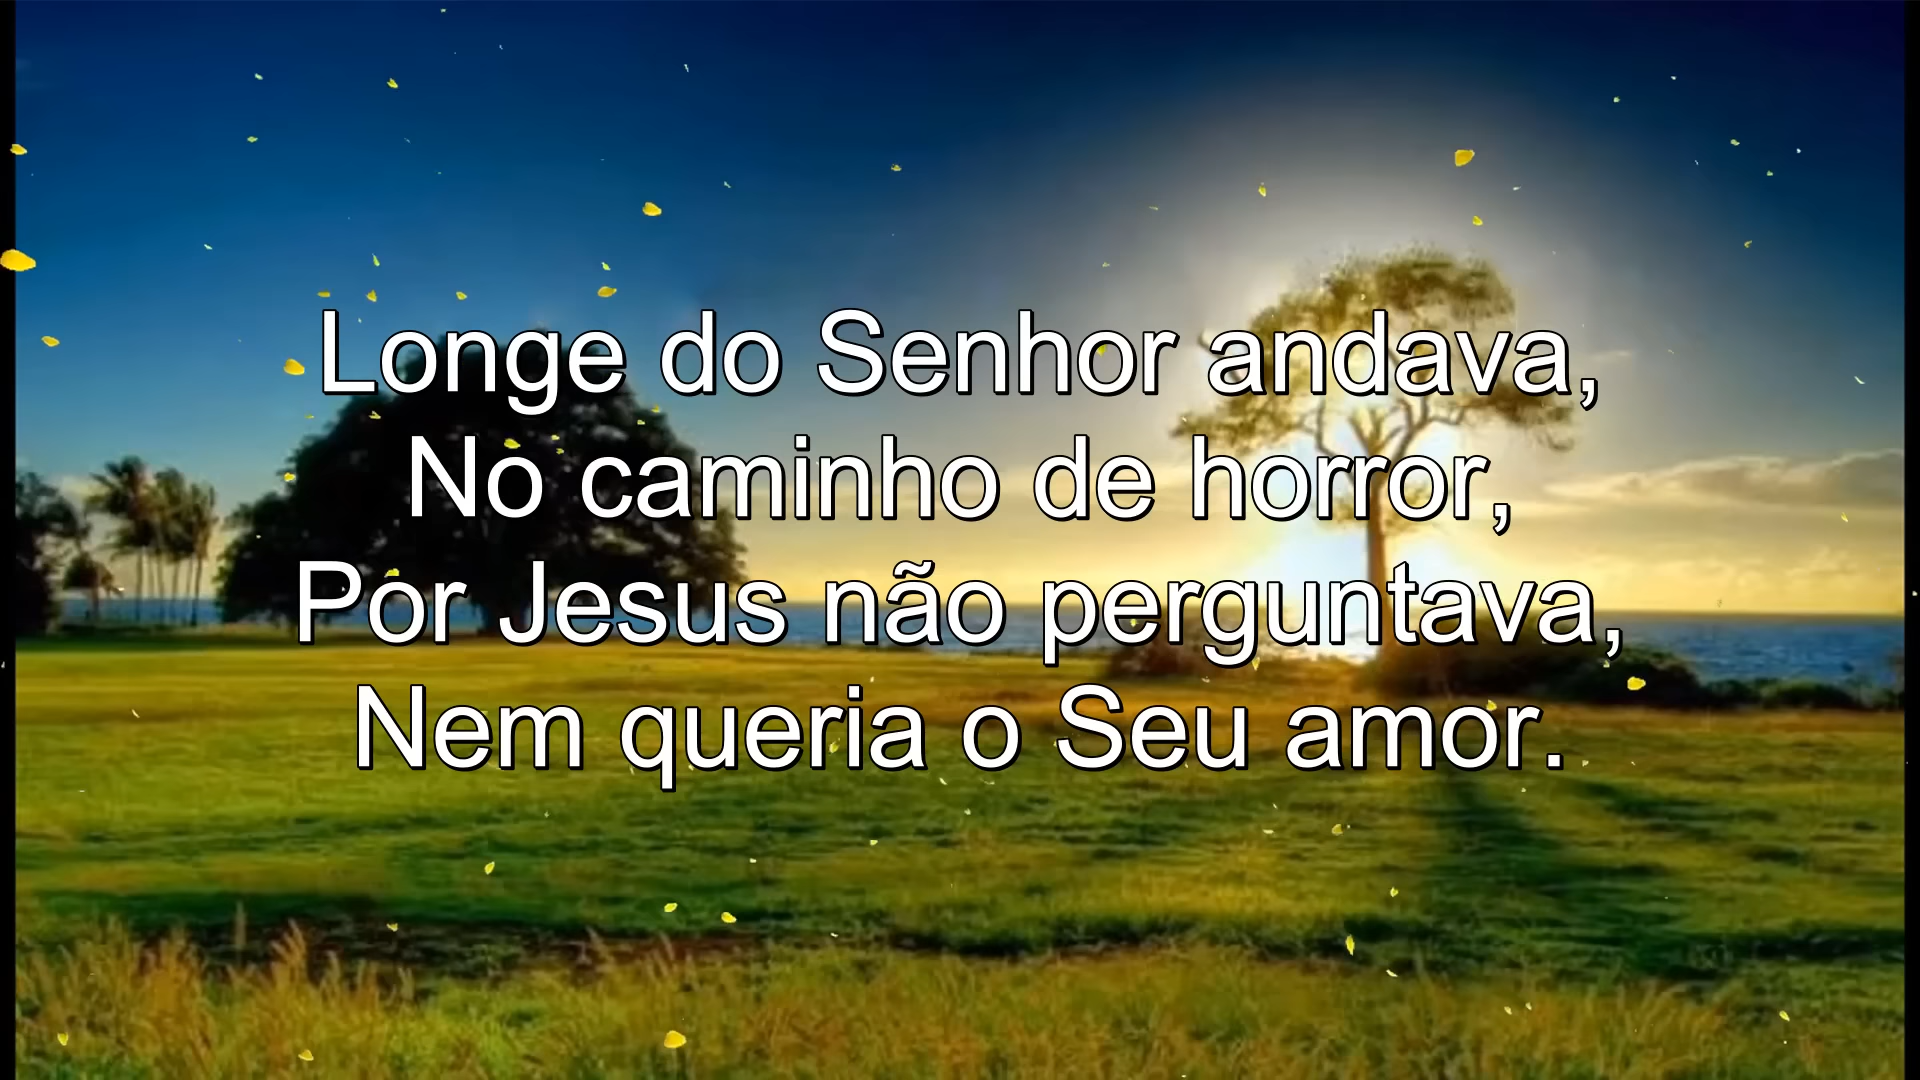 Longe do Senhor andava,
No caminho de horror,
Por Jesus não perguntava,
Nem queria o Seu amor.